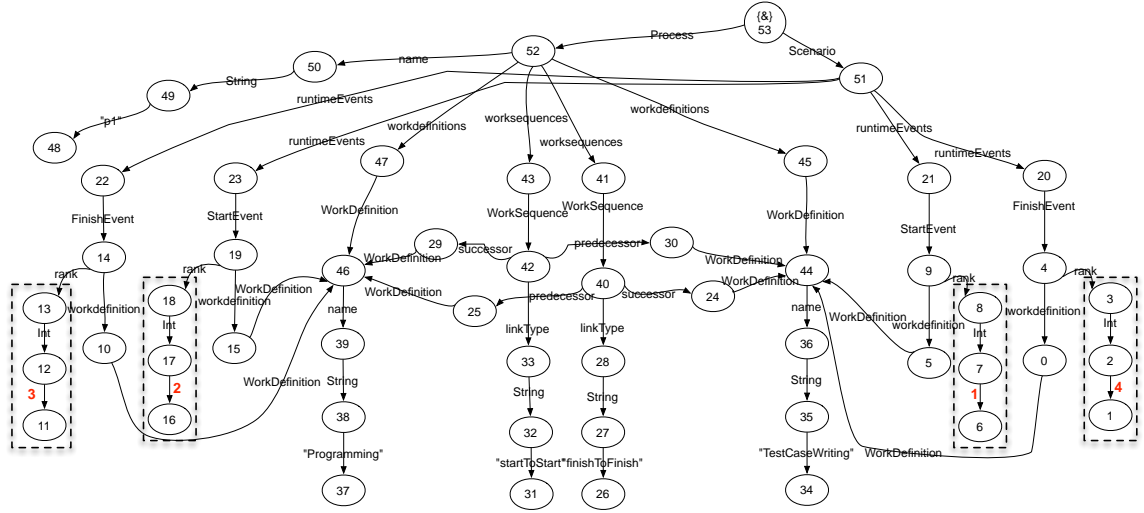 {&}
53
Process
Scenario
52
51
name
50
String
49
"p1"
48
runtimeEvents
runtimeEvents
workdefinitions
worksequences
worksequences
workdefinitions
runtimeEvents
runtimeEvents
47
43
41
45
22
23
21
20
FinishEvent
StartEvent
WorkDefinition
WorkSequence
WorkSequence
WorkDefinition
StartEvent
FinishEvent
14
19
29
successor
42
predecessor
30
9
4
rank
rank
WorkDefinition
WorkDefinition
rank
rank
46
44
40
13
workdefinition
18
workdefinition
WorkDefinition
WorkDefinition
25
predecessor
successor
24
WorkDefinition
8
workdefinition
3
workdefinition
WorkDefinition
Int
Int
name
linkType
linkType
name
Int
Int
10
15
39
33
28
36
5
0
12
17
7
2
3
2
1
4
WorkDefinition
String
String
String
String
11
16
38
32
27
35
6
1
"Programming"
"startToStart"
"finishToFinish"
"TestCaseWriting"
WorkDefinition
37
31
26
34